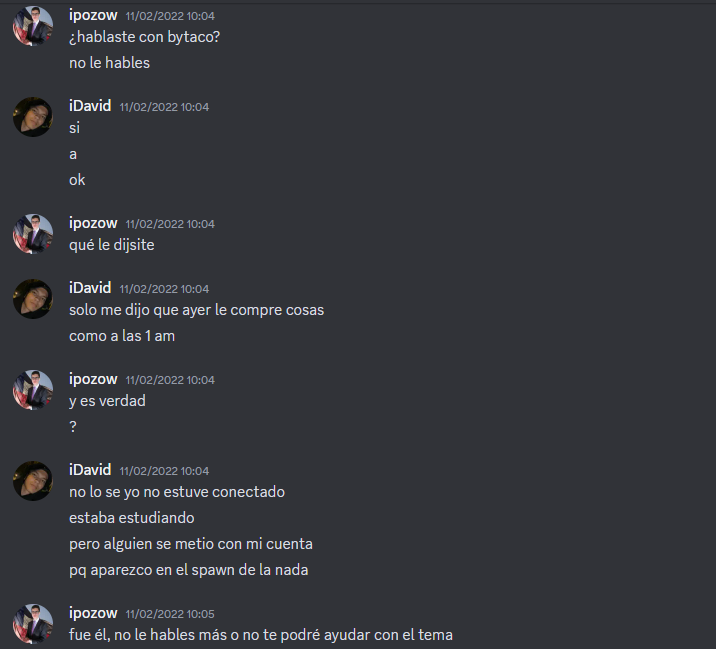 ipozow 11/02/2022 10:04
¿hablaste con bytaco?
no le hables
iDavid 11/02/2022 10:04
si
a
ok
ipozow 11/02/2022 10:04
qué le dijsite
iDavid 11/02/2022 10:04
solo me dijo que ayer le compre cosas
como a las 1 am
ipozow 11/02/2022 10:04
y es verdad
?
iDavid 11/02/2022 10:04
no lo se yo no estuve conectado
estaba estudiando
pero alguien se metio con mi cuenta
pq aparezco en el spawn de la nada
ipozow 11/02/2022 10:05
fue él, no le hables más o no te podré ayudar con el tema